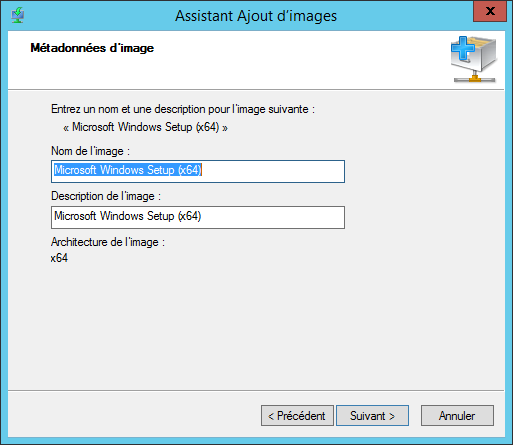 Assistant Ajout d'images
x
Métadonnées d'image
Entrez un nom et une description pour l'image suivante :
« Microsoft Windows Setup (x64) »
Nom de l'image :
Microsoft Windows Setup (x64)
Description de l'image :
Microsoft Windows Setup (x64)
Architecture de l'image :
x64
< Précédent Suivant > Annuler